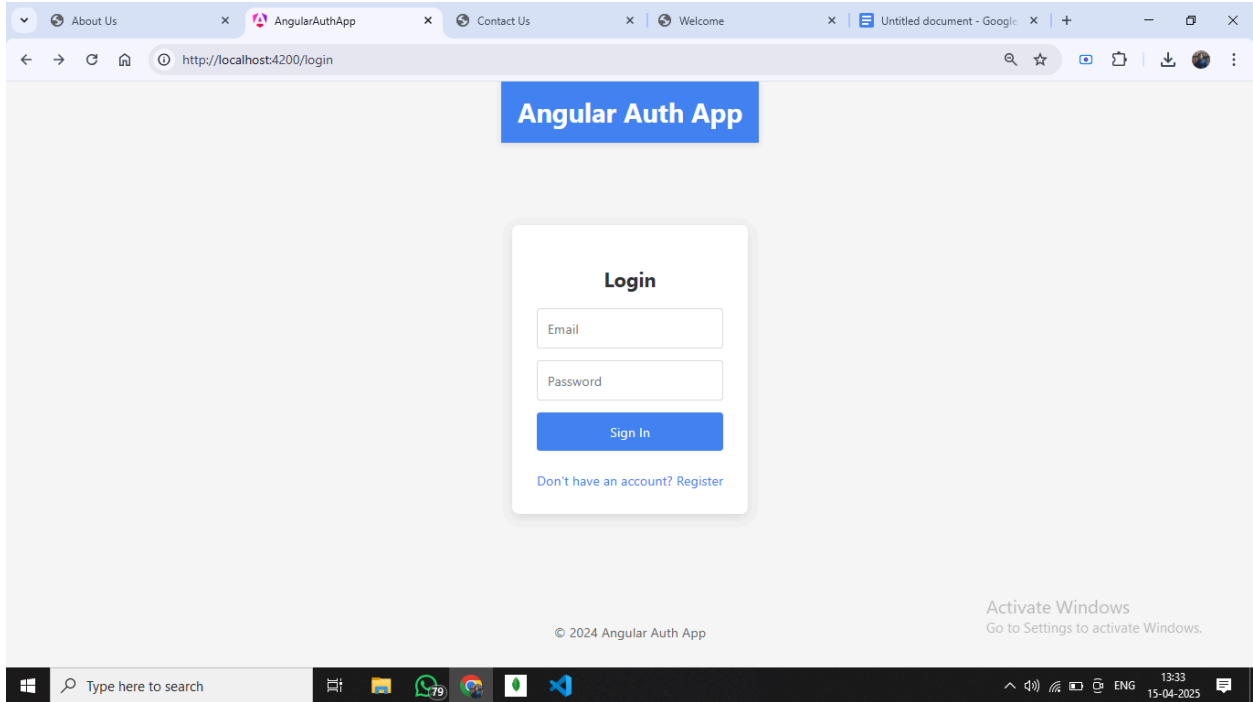 About Us
AngularAuthApp
Contact Us
Welcome
Untitled document - Google
http://localhost:4200/login
Angular Auth App
Login
Email
Password
Sign In
Don't have an account? Register
Activate Windows
Go to Settings to activate Windows.
© 2024 Angular Auth App
Type here to search
79
ENG
13:33
15-04-2025